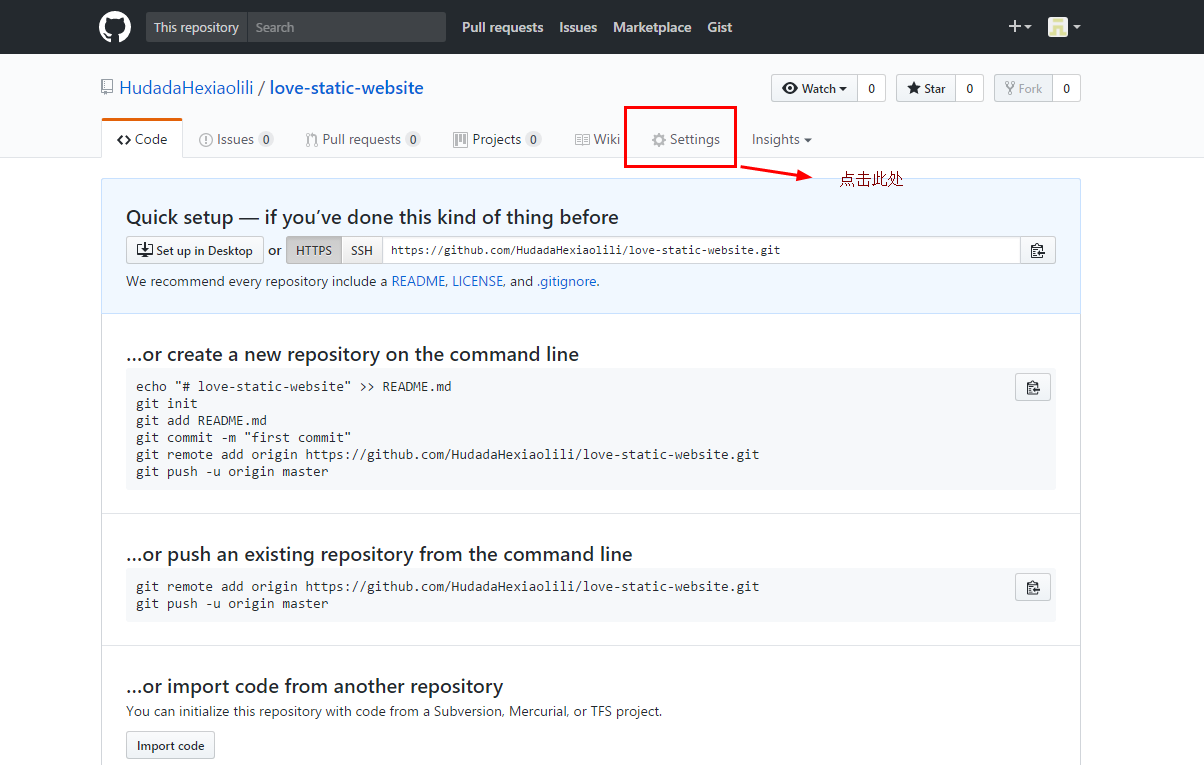 This repository Search Pull requests Issues Marketplace Gist
HudadaHexiaolili / love-static-website Watch 0 Star 0 Fork 0
Code Issues 0 Pull requests 0 Projects 0 Wiki Settings Insights
点击此处
Quick setup — if you’ve done this kind of thing before
Set up in Desktop or HTTPS SSH https://github.com/HudadaHexiaolili/love-static-website.git
We recommend every repository include a README, LICENSE, and .gitignore.
…or create a new repository on the command line
echo "# love-static-website" >> README.md
git init
git add README.md
git commit -m "first commit"
git remote add origin https://github.com/HudadaHexiaolili/love-static-website.git
git push -u origin master
…or push an existing repository from the command line
git remote add origin https://github.com/HudadaHexiaolili/love-static-website.git
git push -u origin master
…or import code from another repository
You can initialize this repository with code from a Subversion, Mercurial, or TFS project.
Import code